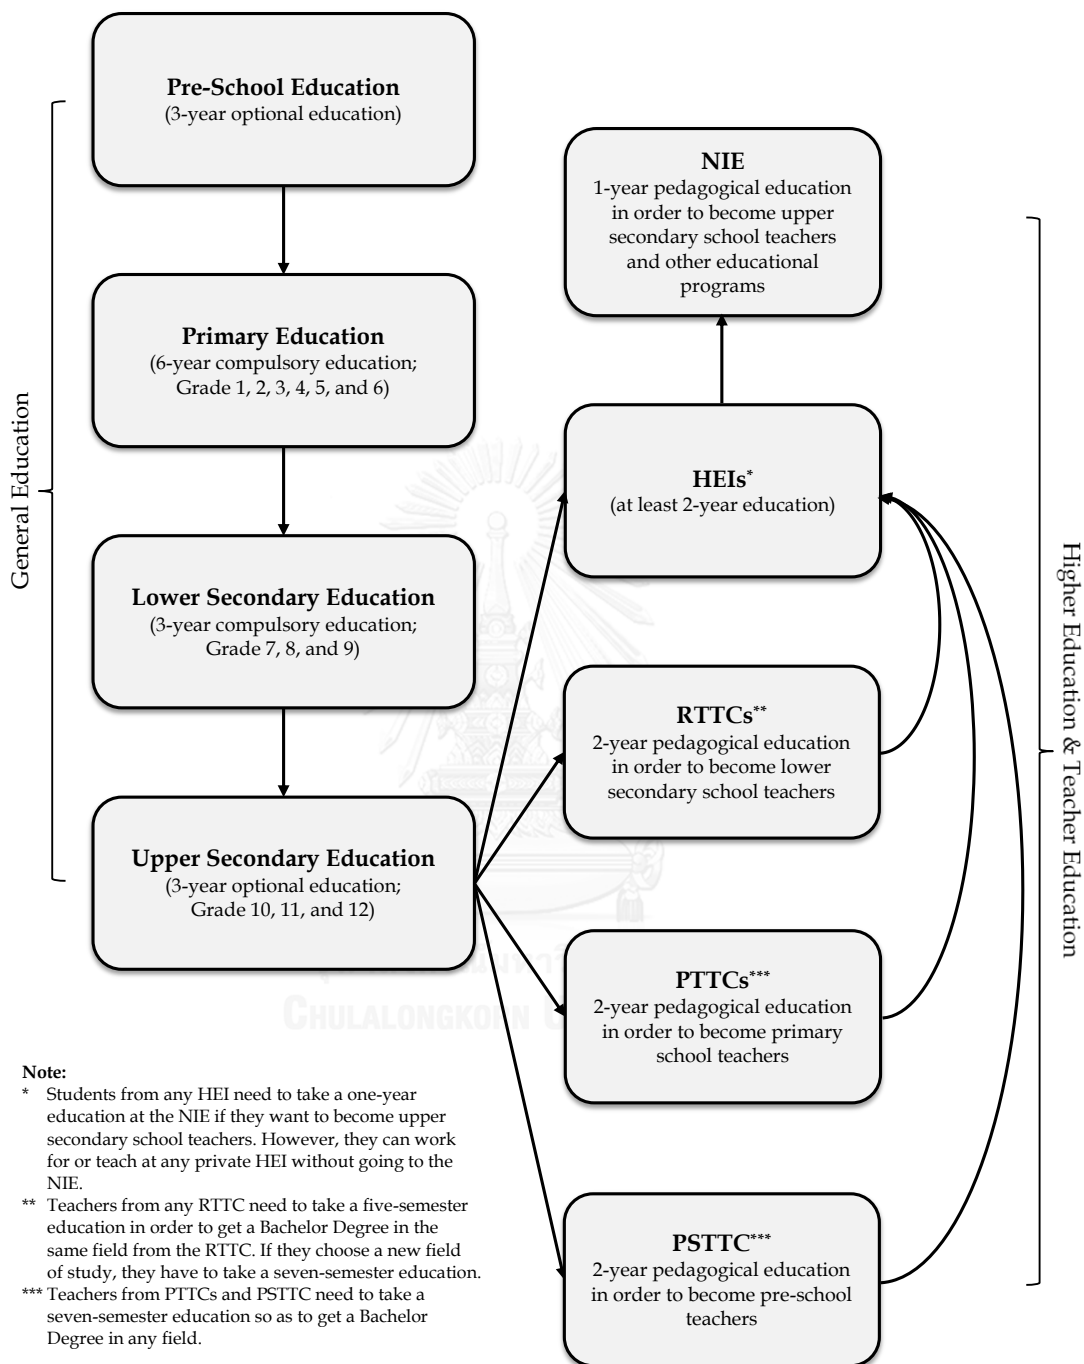 General Education
Pre-School Education
(3-year optional education)
Primary Education
(6-year compulsory education;
Grade 1, 2, 3, 4, 5, and 6)
Lower Secondary Education
(3-year compulsory education;
Grade 7, 8, and 9)
Upper Secondary Education
(3-year optional education;
Grade 10, 11, and 12)
NIE
1-year pedagogical education
in order to become upper
secondary school teachers
and other educational
programs
HEIs*
(at least 2-year education)
RTTCs**
2-year pedagogical education
in order to become lower
secondary school teachers
PTTCs***
2-year pedagogical education
in order to become primary
school teachers
PSTTC***
2-year pedagogical education
in order to become pre-school
teachers
Higher Education & Teacher Education
CHULALONGKORN
Note:
* Students from any HEI need to take a one-year
education at the NIE if they want to become upper
secondary school teachers. However, they can work
for or teach at any private HEI without going to the
NIE.
** Teachers from any RTTC need to take a five-semester
education in order to get a Bachelor Degree in the
same field from the RTTC. If they choose a new field
of study, they have to take a seven-semester education.
*** Teachers from PTTCs and PSTTC need to take a
seven-semester education so as to get a Bachelor
Degree in any field.